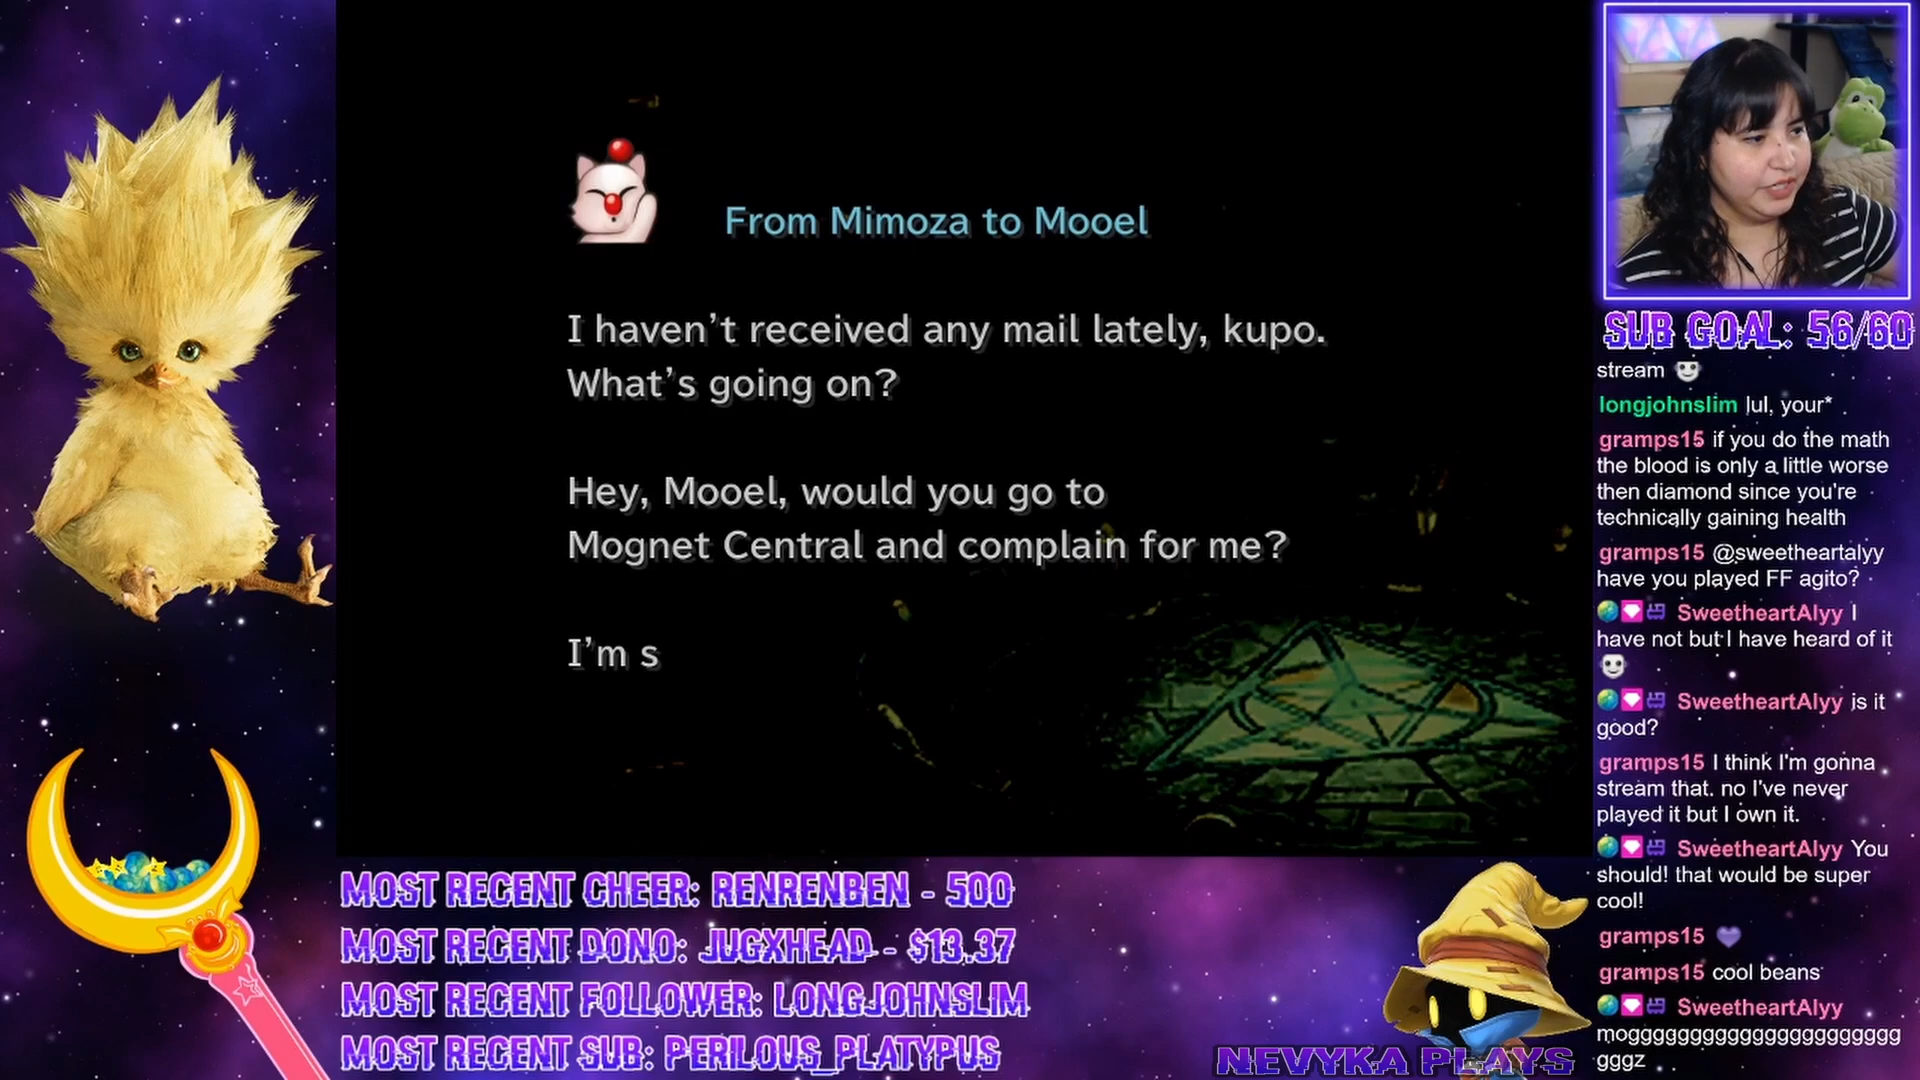 From Mimoza to Mooel
I haven't received any mail lately, kupo.
What's going on?
Hey, Mooel, would you go to
Mognet Central and complain for me?
I'm s
SUB GOAL: 56/60
stream
longjohnslim lul, your*
gramps15 if you do the math
the blood is only a little worse
then diamond since you're
technically gaining health
gramps15 @sweetheartalyy
have you played FF agito?
SweetheartAlyy I
have not but I have heard of it
SweetheartAlyy is it
good?
gramps15 I think I'm gonna
stream that. no I've never
played it but I own it.
SweetheartAlyy You
should! that would be super
cool!
gramps15
gramps15 cool beans
SweetheartAlyy
moggggggggggggggggggggggg
gggz
MOST RECENT CHEER: RENRENBEN - 500
MOST RECENT DONO: JUGXHEAD - $13.37
MOST RECENT FOLLOWER: LONGJOHNSLIM
MOST RECENT SUB: PERILOUS_PLATYPUS
NEVYKA PLAYS